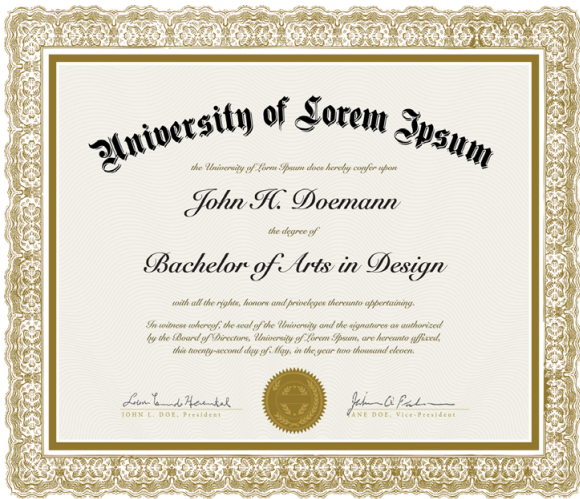 University of Lorem Ipsum
the University of Lorm Ipsum does hereby confer upon
John H. Doemann
the degree of
Bachelor of Arts in Design
with all the rights, honors and priveleges thereunto appertaining.
In witness whereof, the seal of the University and the signatures as authorized
by the Board of Directors, University of Lorem Ipsum, are hereunto affixed,
this twenty-second day of May, in the year two thousand eleven.
JOHN L. DOE, President
JANE DOE, Vice-President